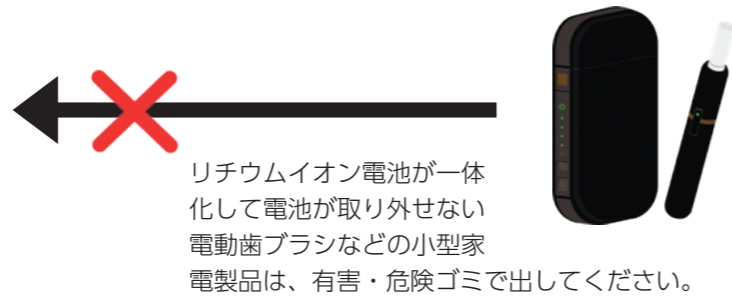 リチウムイオン電池が一体
化して電池が取り外せない
電動歯ブラシなどの小型家
電製品は、有害・危険ゴミで出してください。